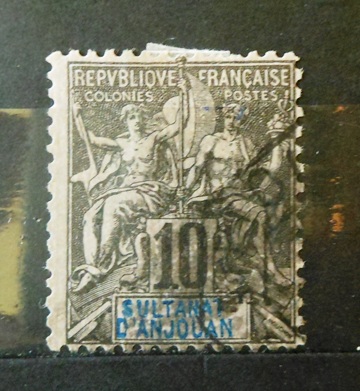 REPVBLIQVE FRANÇAISE
COLONIES POSTES
10
SULTANAT
D'ANJOUAN